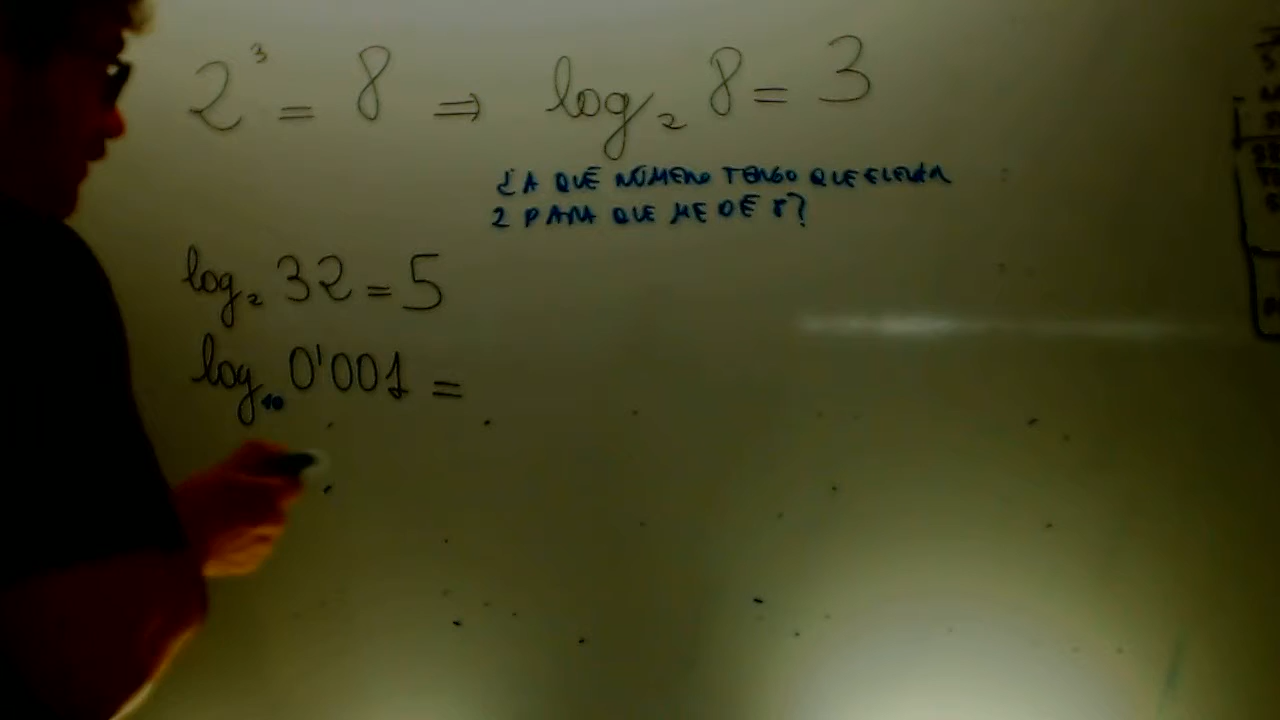 2³ = 8 ⇒ log₂ 8 = 3
¿A QUÉ NÚMERO TENGO QUE ELEVAR
2 PARA QUE ME DÉ 8?
log₂ 32 = 5
log₁₀ 0'001 =